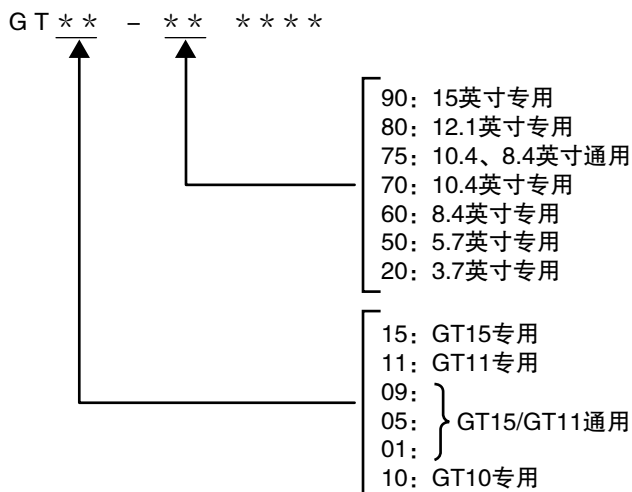 GT** - ** ****
90：15英寸专用
80：12.1英寸专用
75：10.4、8.4英寸通用
70：10.4英寸专用
60：8.4英寸专用
50：5.7英寸专用
20：3.7英寸专用
15：GT15专用
11：GT11专用
09：
05：
GT15/GT11通用
01：
10：GT10专用